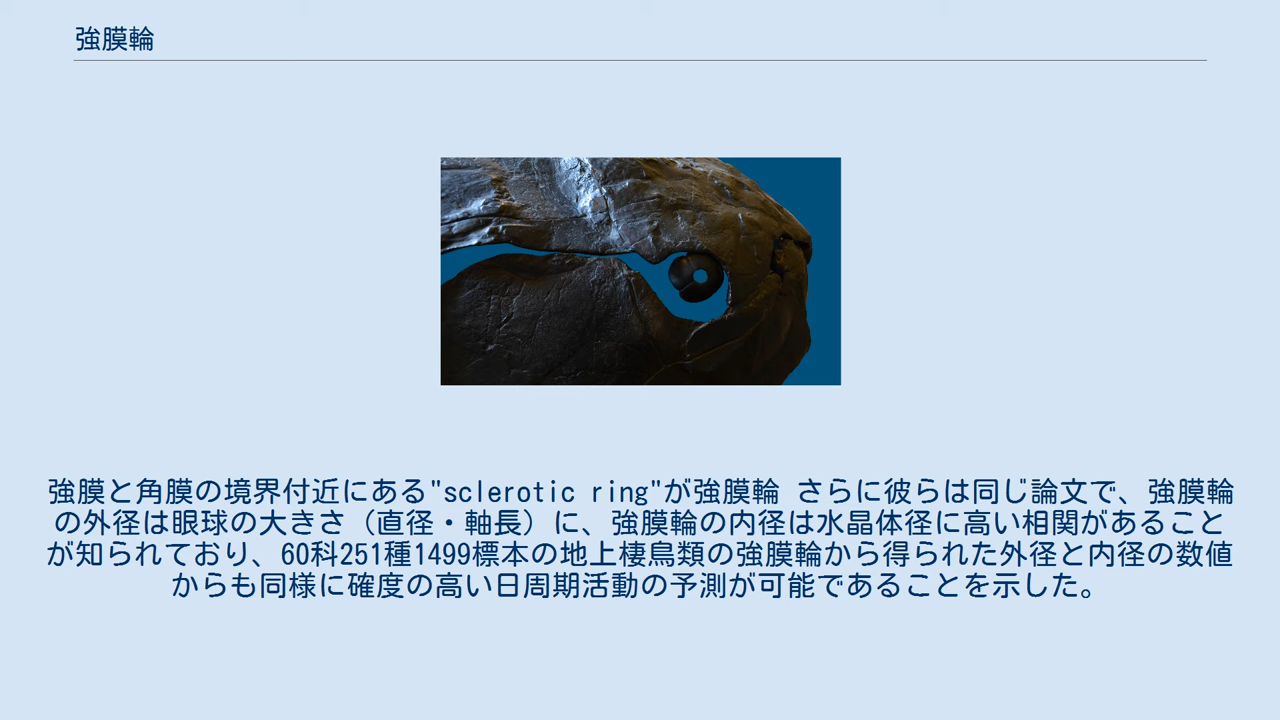 強膜輪
強膜と角膜の境界付近にある"sclerotic ring"が強膜輪 さらに彼らは同じ論文で、強膜輪
の外径は眼球の大きさ（直径・軸長）に、強膜輪の内径は水晶体径に高い相関があること
が知られており、60科251種1499標本の地上棲鳥類の強膜輪から得られた外径と内径の数値
からも同様に確度の高い日周期活動の予測が可能であることを示した。